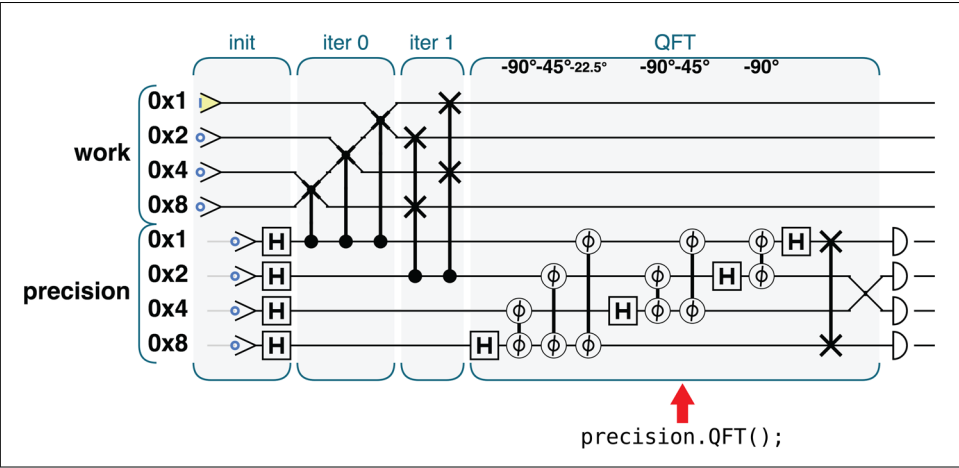 init iter 0 iter 1 QFT
-90°-45°-22.5° -90°-45° -90°
0x1
0x2
work
0x4
0x8
0x1 H H
0x2 H H
precision
0x4 H H
0x8 H H
ϕ ϕ ϕ ϕ ϕ ϕ
ϕ ϕ ϕ ϕ ϕ ϕ
precision.QFT();